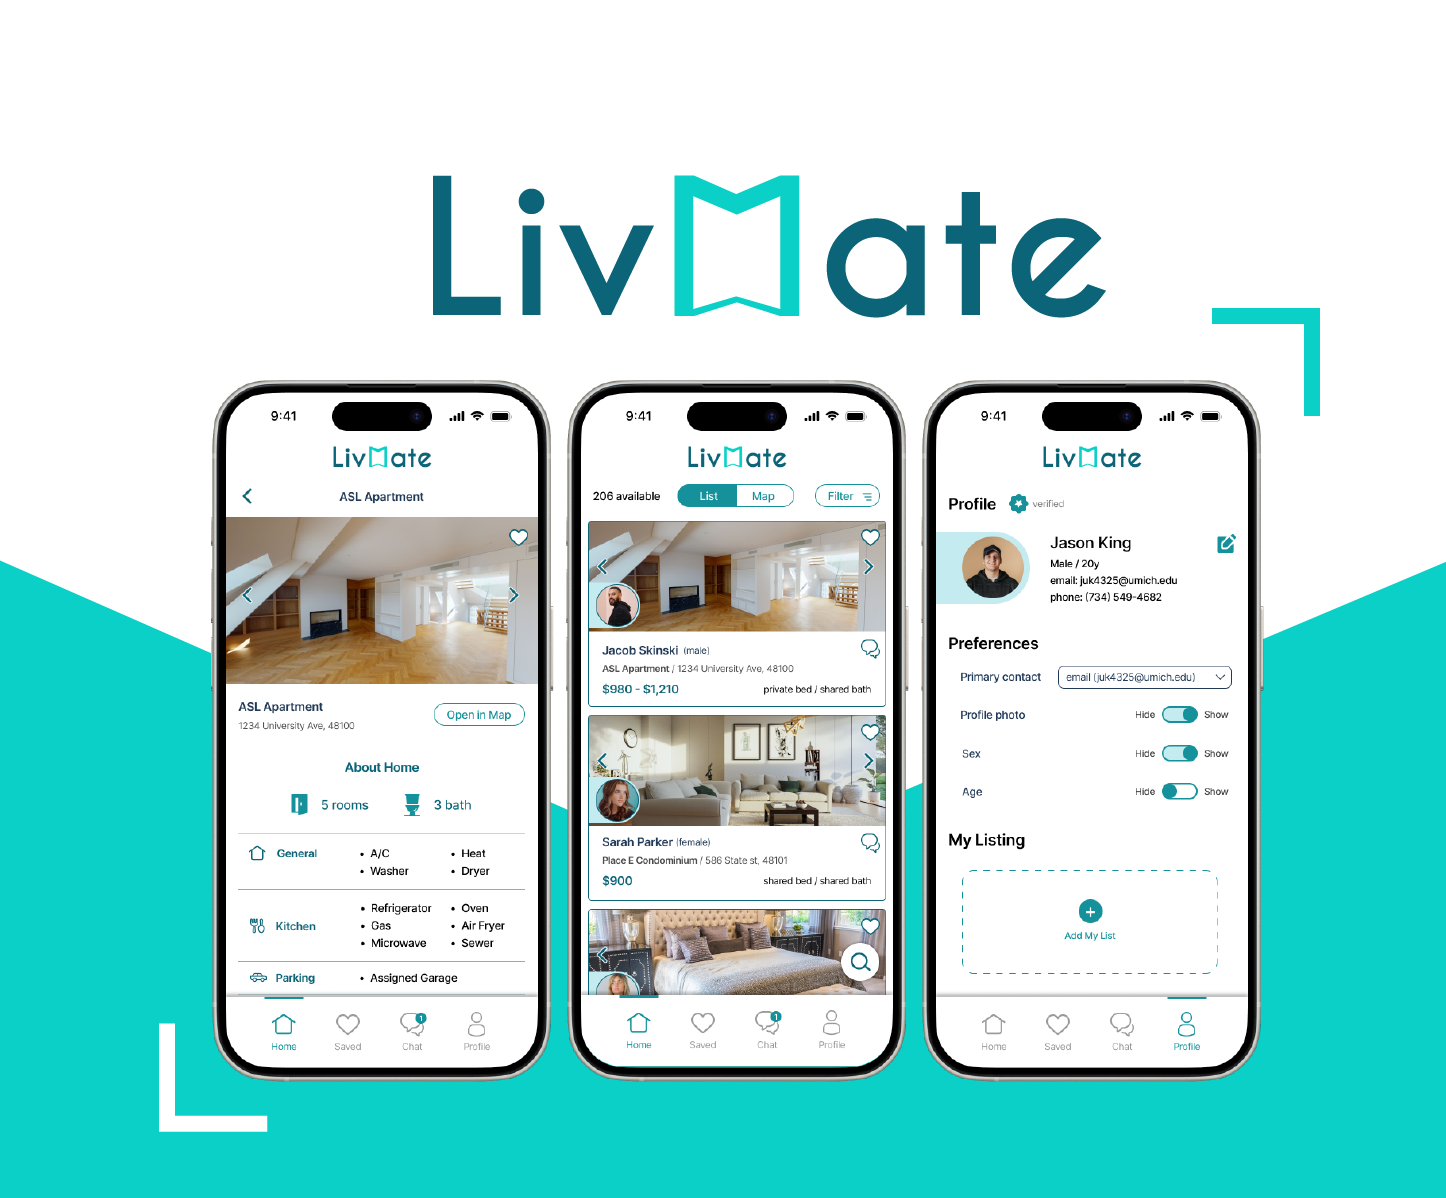 LivMate
9:41
LivMate
ASL Apartment
ASL Apartment
1234 University Ave, 48100
Open in Map
About Home
5 rooms
3 bath
General
• A/C
• Heat
• Washer
• Dryer
Kitchen
• Refrigerator
• Oven
• Gas
• Air Fryer
• Microwave
• Sewer
Parking
• Assigned Garage
Home
Saved
1
Chat
Profile
9:41
LivMate
206 available
List
Map
Filter
Jacob Skinski (male)
ASL Apartment / 1234 University Ave, 48100
$980 - $1,210
private bed / shared bath
Sarah Parker (female)
Place E Condominium / 586 State st, 48101
$900
shared bed / shared bath
Home
Saved
1
Chat
Profile
9:41
LivMate
Profile
verified
Jason King
Male / 20y
email: juk4325@umich.edu
phone: (734) 549-4682
Preferences
Primary contact
email (juk4325@umich.edu)
Profile photo
Hide
Show
Sex
Hide
Show
Age
Hide
Show
My Listing
Add My List
Home
Saved
Chat
Profile